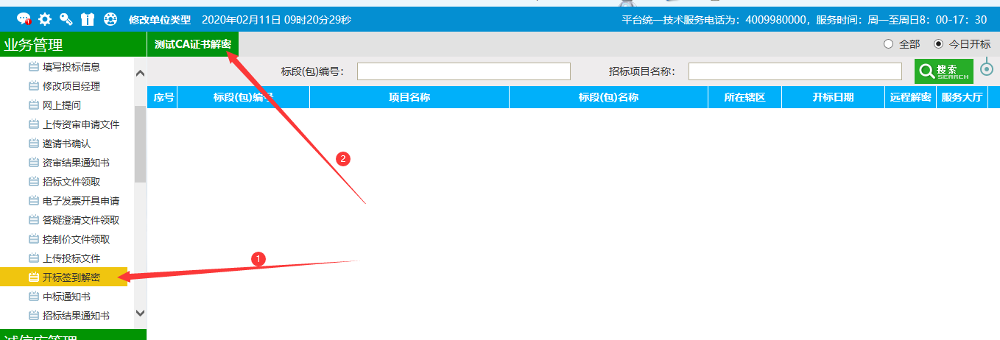 修改单位类型 2020年02月11日 09时20分29秒 平台统一技术服务电话为：4009980000，服务时间：周一至周日8：00-17：30
业务管理 测试CA证书解密 全部 今日开标
填写投标信息
标段(包)编号： 招标项目名称： 搜索 SEARCH
修改项目经理
序号 标段(包)编号 项目名称 标段(包)名称 所在辖区 开标日期 远程解密 服务大厅
网上提问
上传资审申请文件
邀请书确认
资审结果通知书
2
招标文件领取
电子发票开具申请
答疑澄清文件领取
控制价文件领取
上传投标文件
1
开标签到解密
中标通知书
招标结果通知书
诚信库管理